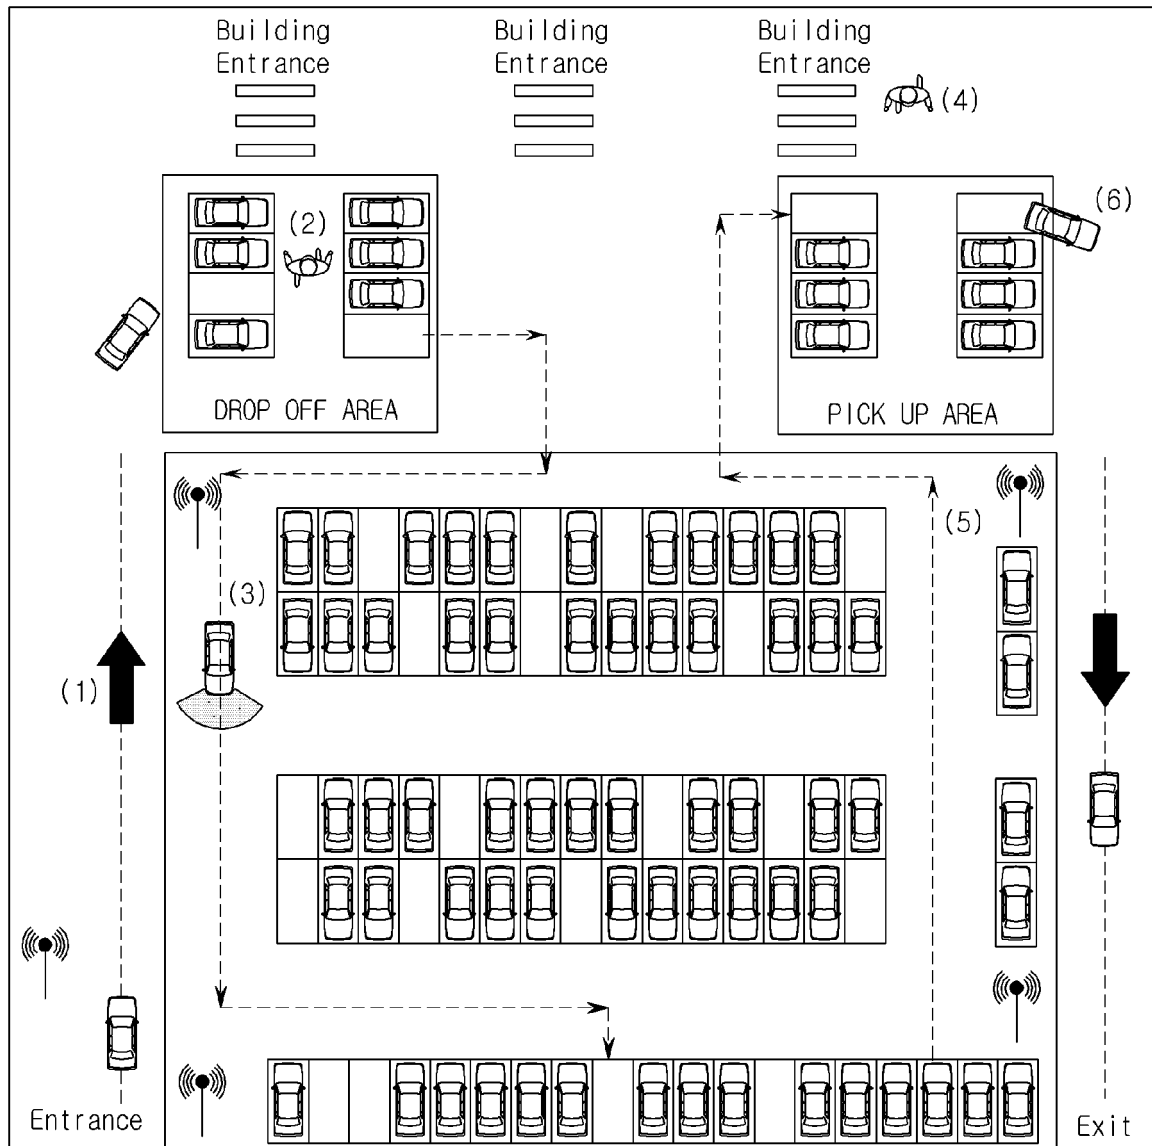 Building
Entrance
Building
Entrance
Building
Entrance
(4)
(2)
(6)
DROP OFF AREA
PICK UP AREA
(5)
(3)
(1)
Entrance
Exit